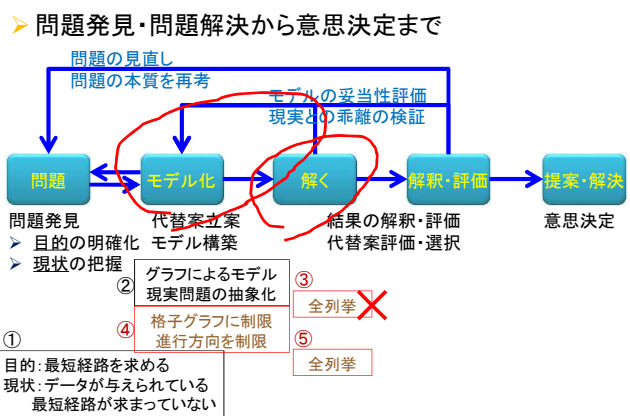 ➢ 問題発見・問題解決から意思決定まで
問題の見直し
問題の本質を再考
モデルの妥当性評価
現実との乖離の検証
問題
モデル化
解く
解釈・評価
提案・解決
問題発見
➢ 目的の明確化
➢ 現状の把握
代替案立案
モデル構築
結果の解釈・評価
代替案評価・選択
意思決定
②
グラフによるモデル
現実問題の抽象化
③
全列挙
④
格子グラフに制限
進行方向を制限
⑤
全列挙
①
目的：最短経路を求める
現状：データが与えられている
最短経路が求まっていない